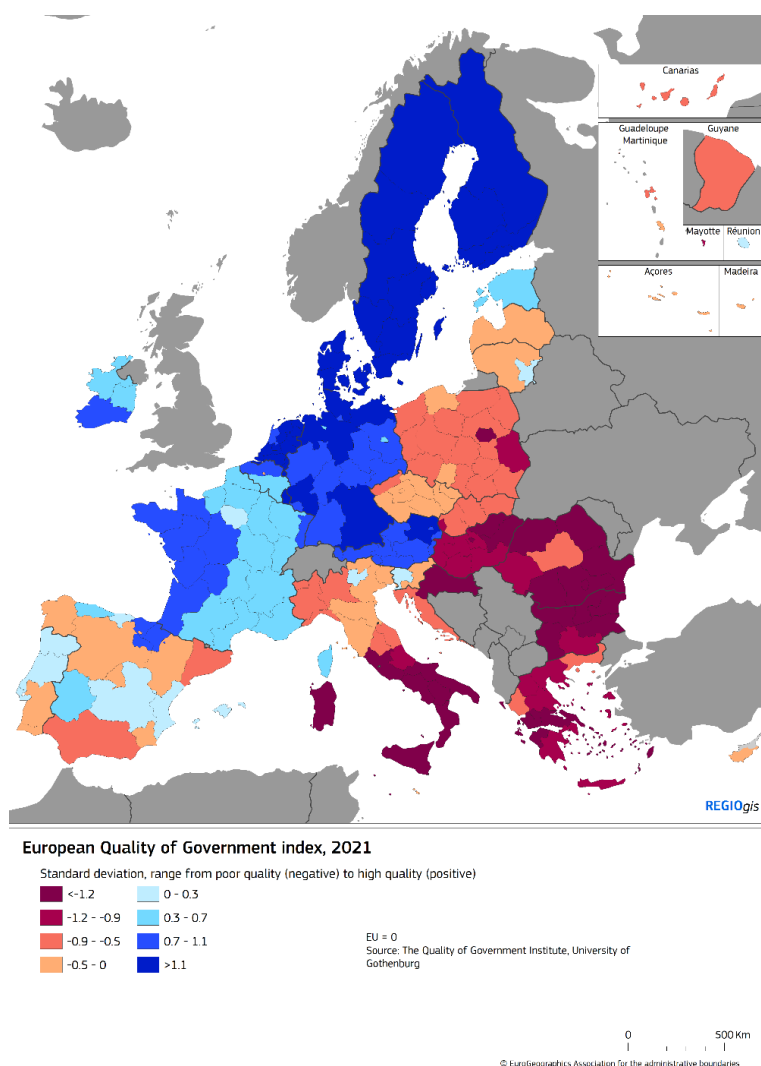 Canarias
Guadeloupe
Martinique
Guyane
Mayotte
Réunion
Açores
Madeira
REGIOgis
European Quality of Government index, 2021
Standard deviation, range from poor quality (negative) to high quality (positive)
<-1.2
-1.2 - -0.9
-0.9 - -0.5
-0.5 - 0
0 - 0.3
0.3 - 0.7
0.7 - 1.1
>1.1
EU = 0
Source: The Quality of Government Institute, University of
Gothenburg
0 500 Km
© EuroGeographics Association for the administrative boundaries